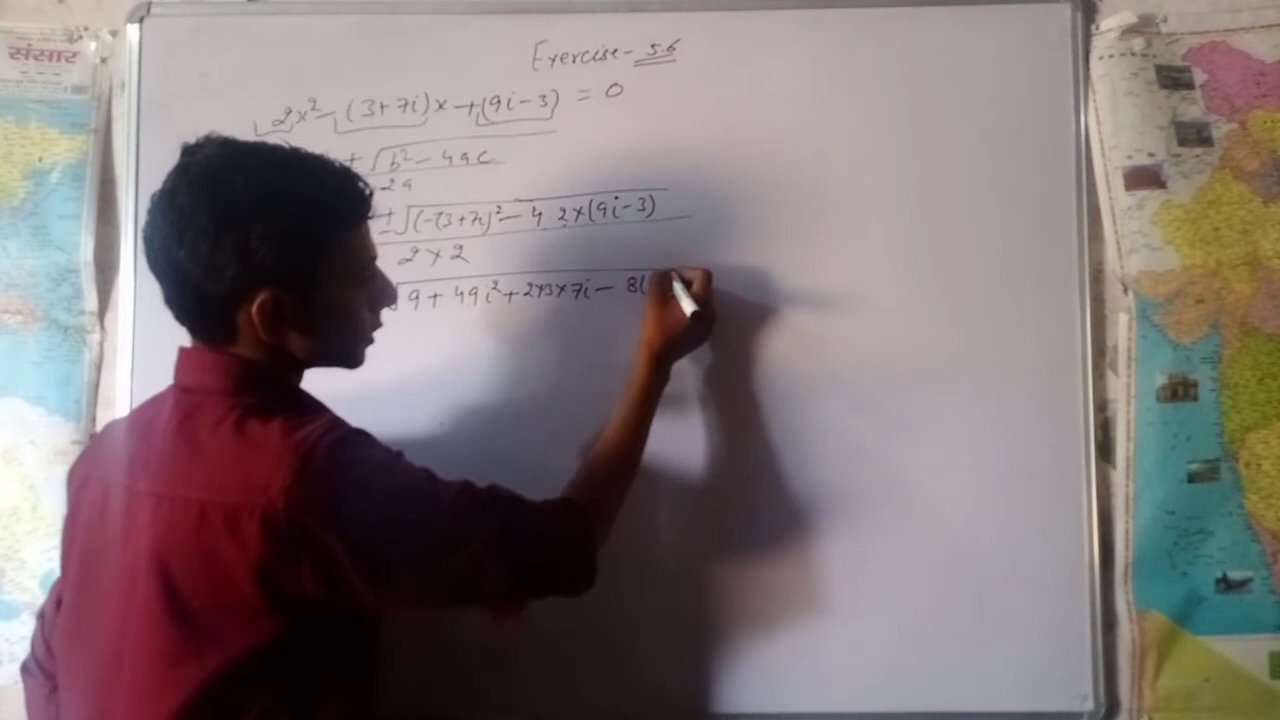 संसार
Exercise - 5.6
2x² - (3+7i)x + (9i-3) = 0
± √b² - 4ac
2a
± √(-(3+7i)² - 4.2×(9i-3)
2×2
√9 + 49i² + 2×3×7i - 8(